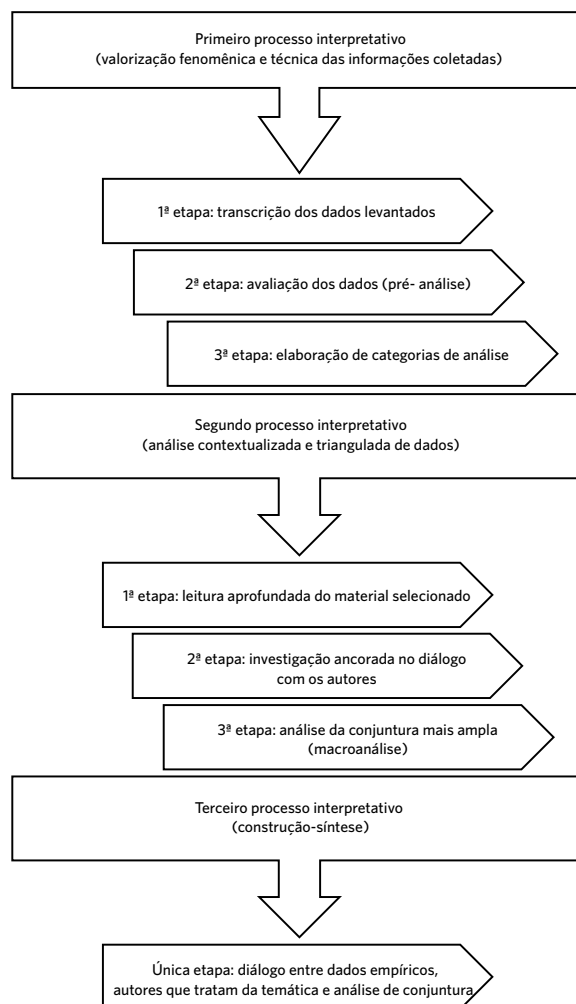 Primeiro processo interpretativo
(valorização fenomênica e técnica das informações coletadas)
1ª etapa: transcrição dos dados levantados
2ª etapa: avaliação dos dados (pré- análise)
3ª etapa: elaboração de categorias de análise
Segundo processo interpretativo
(análise contextualizada e triangulada de dados)
1ª etapa: leitura aprofundada do material selecionado
2ª etapa: investigação ancorada no diálogo
com os autores
3ª etapa: análise da conjuntura mais ampla
(macroanálise)
Terceiro processo interpretativo
(construção-síntese)
Única etapa: diálogo entre dados empíricos,
autores que tratam da temática e análise de conjuntura